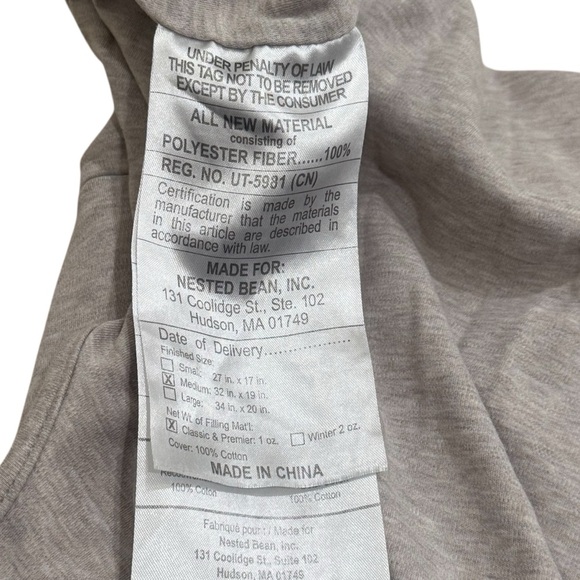 UNDER PENALTY OF LAW
THIS TAG NOT TO BE REMOVED
EXCEPT BY THE CONSUMER
ALL NEW MATERIAL
consisting of
POLYESTER FIBER......100%
REG. NO. UT-5981 (CN)
Certification is made by the
manufacturer that the materials
in this article are described in
accordance with law.
MADE FOR:
NESTED BEAN, INC.
131 Coolidge St., Ste. 102
Hudson, MA 01749
Date of Delivery...................
Finished Size:
Small: 27 in. x 17 in.
X Medium: 32 in. x 19 in.
Large: 34 in. x 20 in.
Net Wt. of Filling Mat'l:
X Classic & Premier: 1 oz. Winter 2 oz.
Cover: 100% Cotton
MADE IN CHINA
100% Coton 100% Cotton
Fabriqué pour: / Made for
Nested Bean, Inc.
131 Coolidge St., Suite 102
Hudson, MA 01749